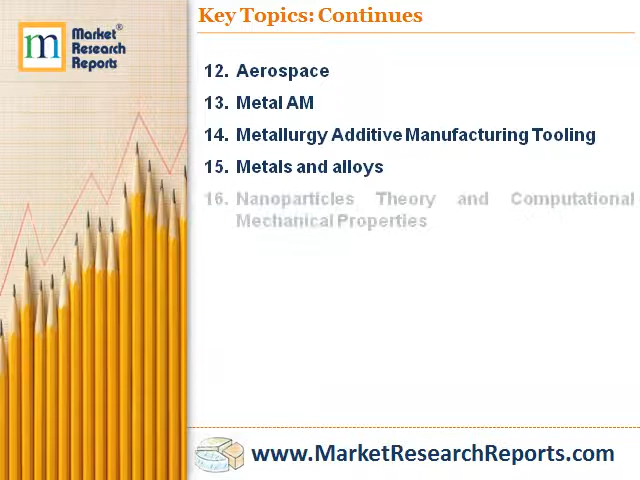 Market®
Research
Reports
Key Topics: Continues
12. Aerospace
13. Metal AM
14. Metallurgy Additive Manufacturing Tooling
15. Metals and alloys
16. Nanoparticles Theory and Computational
Mechanical Properties
www.MarketResearchReports.com